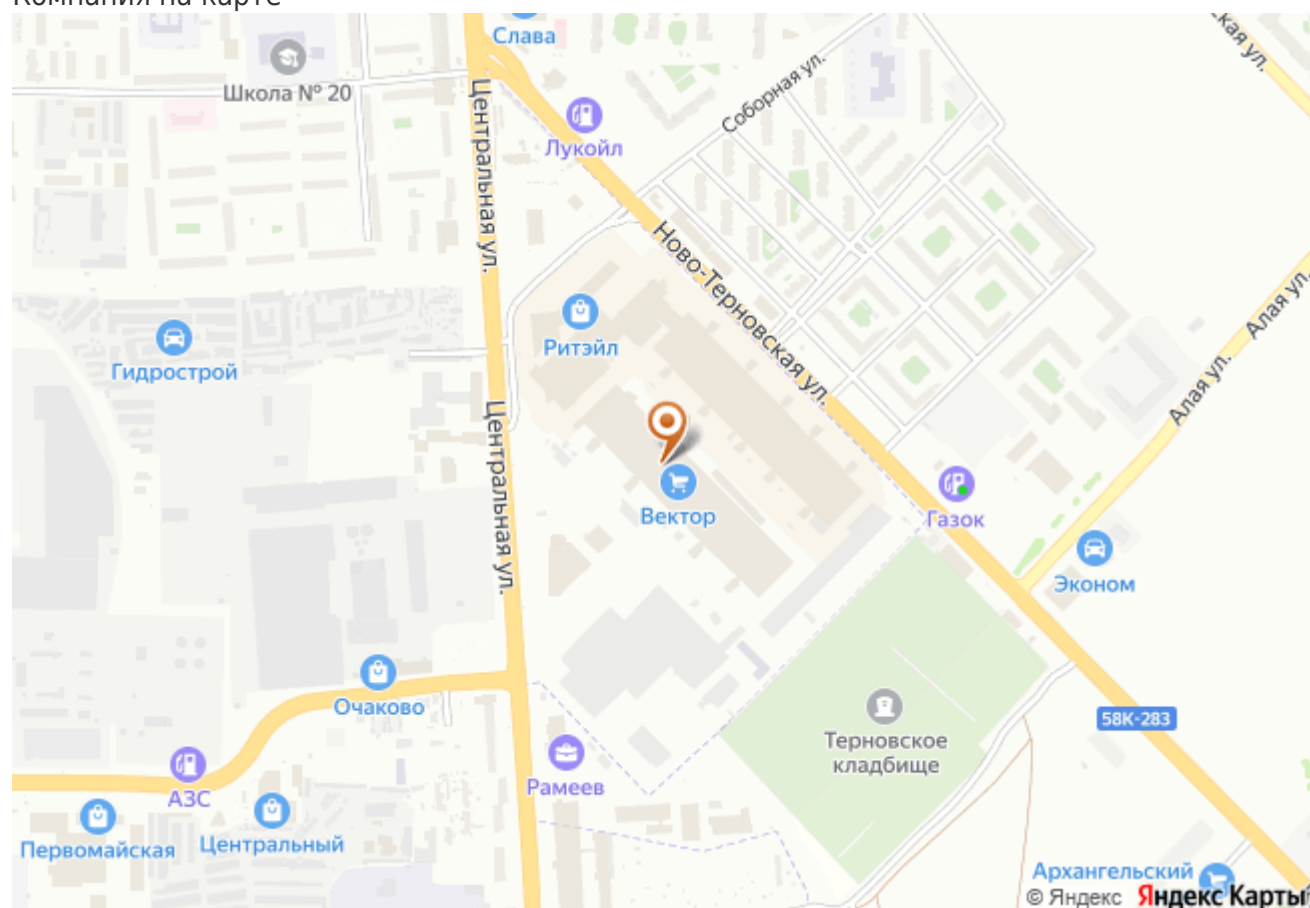 Компания на карте
Слава
ская ул.
Школа № 20
Соборная ул.
Лукойл
Центральная ул.
Ново-Терновская ул.
Алая ул.
Ритэйл
Гидрострой
Алая ул.
Центральная ул.
Вектор
Газок
Эконом
Очаково
58К-283
Терновское
кладбище
Рамеев
АЗС
Первомайская
Центральный
Архангельский
© Яндекс Яндекс Карты